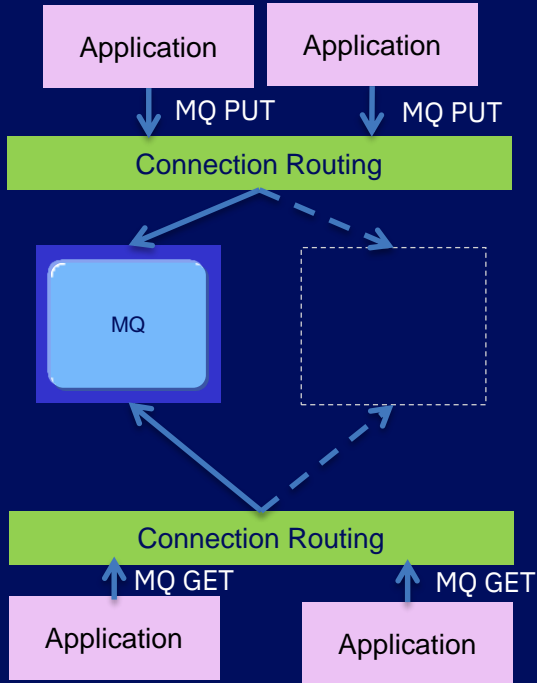 Application
Application
MQ PUT
MQ PUT
Connection Routing
MQ
Connection Routing
MQ GET
MQ GET
Application
Application